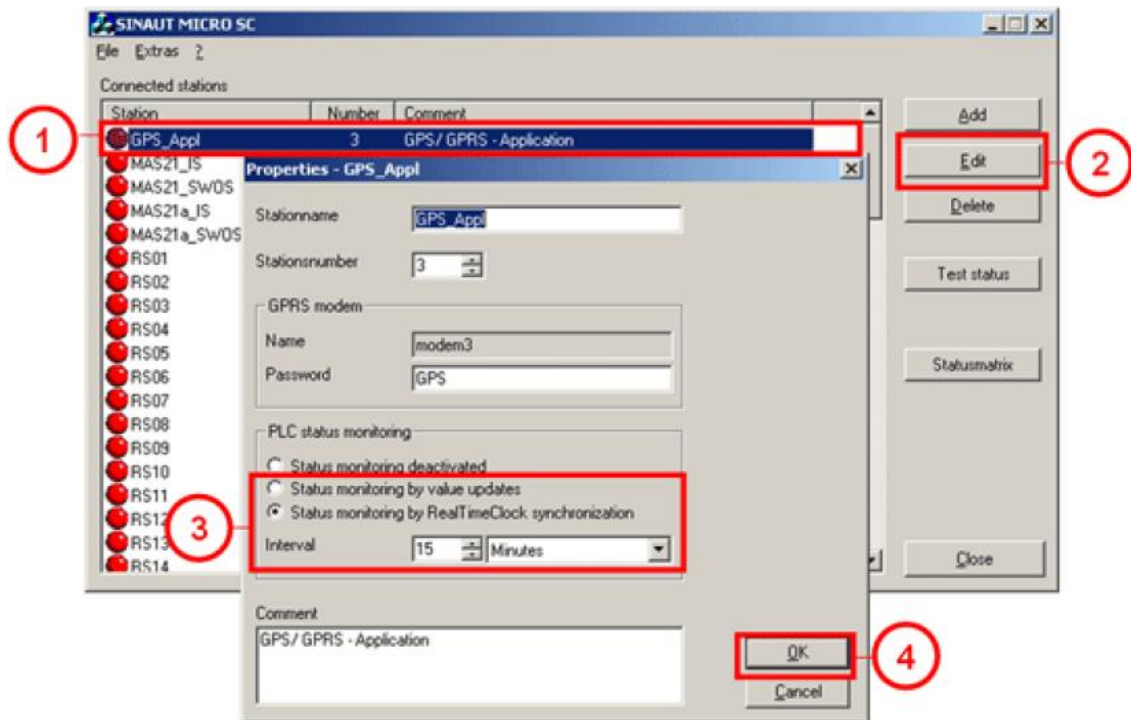 SINAUT MICRO SC
File Extras ?
Connected stations
Station Number Comment
GPS_Appl 3 GPS/ GPRS - Application
MAS21_IS
MAS21_SWOS
MAS21a_IS
MAS21a_SWOS
RS01
RS02
RS03
RS04
RS05
RS06
RS07
RS08
RS09
RS10
RS11
RS12
RS13
RS14
Add
Edit
Delete
Test status
Statusmatrix
Close
Properties - GPS_Appl
Stationname GPS_Appl
Stationsnumber 3
GPRS modem
Name modem3
Password GPS
PLC status monitoring
Status monitoring deactivated
Status monitoring by value updates
Status monitoring by RealTimeClock synchronization
Interval 15 Minutes
Comment
GPS/ GPRS - Application
OK
Cancel
1
2
3
4